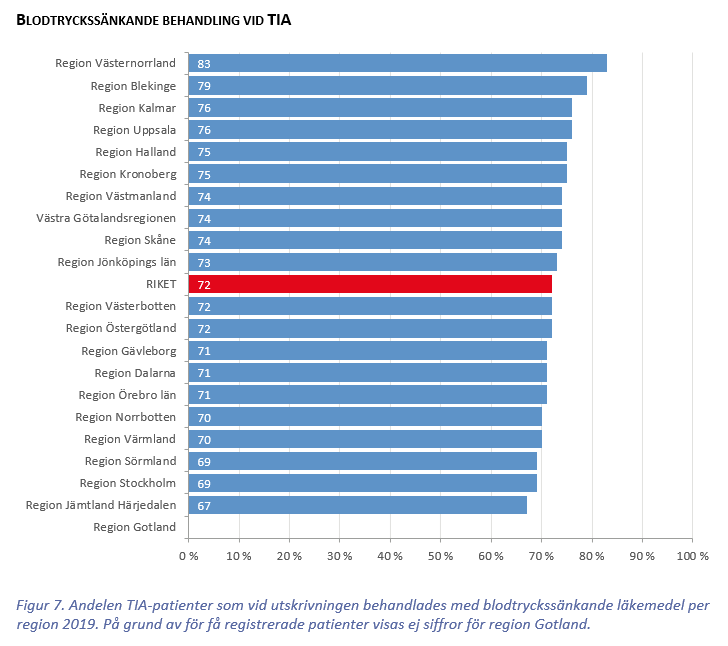 BLODTRYCKSSÄNKANDE BEHANDLING VID TIA
Region Västernorrland 83
Region Blekinge 79
Region Kalmar 76
Region Uppsala 76
Region Halland 75
Region Kronoberg 75
Region Västmanland 74
Västra Götalandsregionen 74
Region Skåne 74
Region Jönköpings län 73
RIKET 72
Region Västerbotten 72
Region Östergötland 72
Region Gävleborg 71
Region Dalarna 71
Region Örebro län 71
Region Norrbotten 70
Region Värmland 70
Region Sörmland 69
Region Stockholm 69
Region Jämtland Härjedalen 67
Region Gotland
0 % 10 % 20 % 30 % 40 % 50 % 60 % 70 % 80 % 90 % 100 %
Figur 7. Andelen TIA-patienter som vid utskrivningen behandlades med blodtryckssänkande läkemedel per
region 2019. På grund av för få registrerade patienter visas ej siffror för region Gotland.